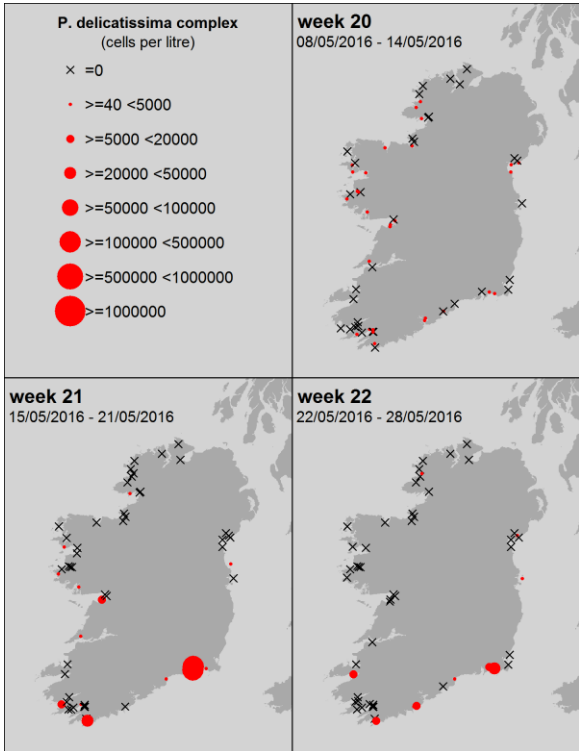 P. delicatissima complex
(cells per litre)
=0
>=40 <5000
>=5000 <20000
>=20000 <50000
>=50000 <100000
>=100000 <500000
>=500000 <1000000
>=1000000
week 20
08/05/2016 - 14/05/2016
week 21
15/05/2016 - 21/05/2016
week 22
22/05/2016 - 28/05/2016